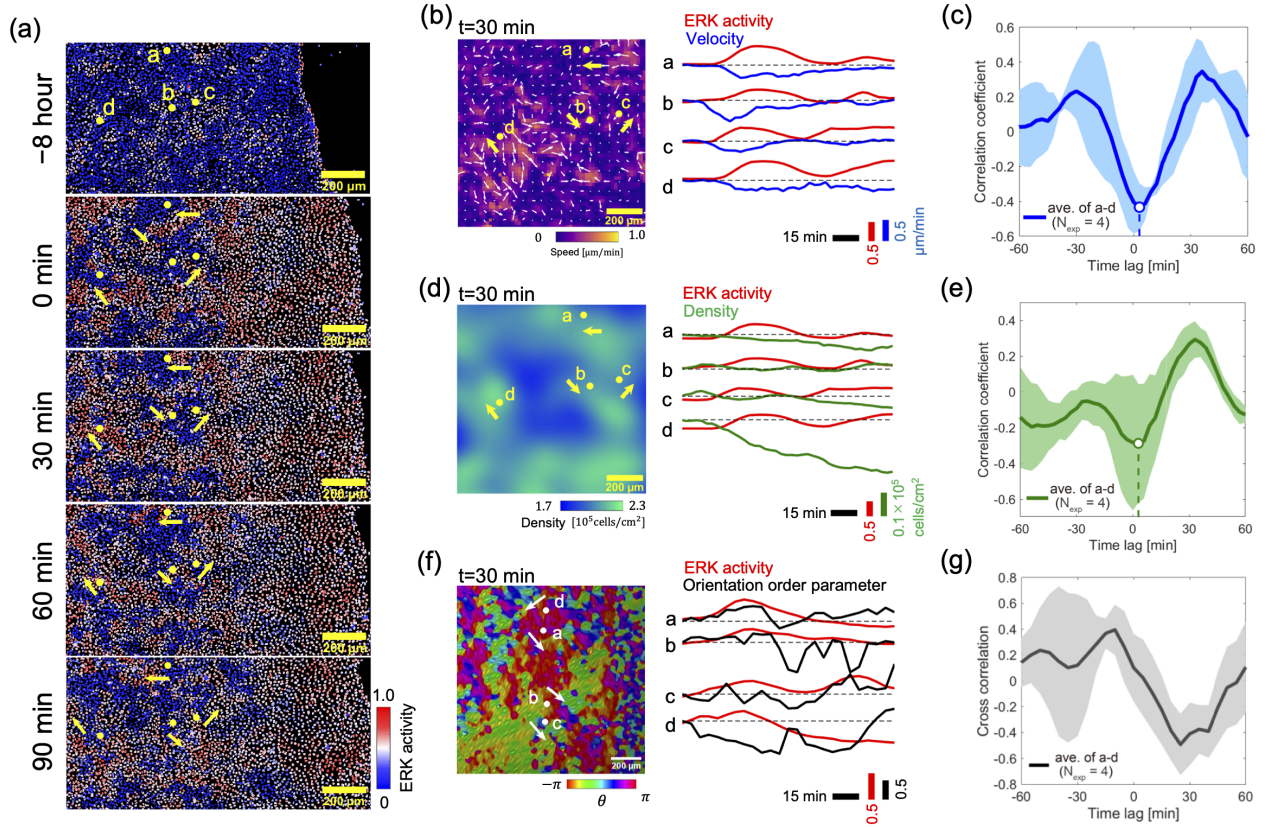 (a)
−8 hour
a
b
c
d
200 μm
0 min
200 μm
30 min
200 μm
60 min
200 μm
90 min
200 μm
1.0
0
ERK activity
(b)
t=30 min
a
b
c
d
200 μm
0
1.0
Speed [μm/min]
ERK activity
Velocity
a
b
c
d
15 min
0.5
0.5
μm/min
(c)
Correlation coefficient
0.6
0.4
0.2
0
-0.2
-0.4
-0.6
ave. of a-d
(Nexp = 4)
-60
-30
0
30
60
Time lag [min]
(d)
t=30 min
a
b
c
d
200 μm
1.7
2.3
Density [10⁵cells/cm²]
ERK activity
Density
a
b
c
d
15 min
0.5
0.1 × 10⁵
cells/cm²
(e)
Correlation coefficient
0.4
0.2
0
-0.2
-0.4
-0.6
ave. of a-d
(Nexp = 4)
-60
-30
0
30
60
Time lag [min]
(f)
t=30 min
d
a
b
c
200 μm
−π
θ
π
ERK activity
Orientation order parameter
a
b
c
d
15 min
0.5
0.5
(g)
Cross correlation
0.8
0.6
0.4
0.2
0
-0.2
-0.4
-0.6
-0.8
ave. of a-d
(Nexp = 4)
-60
-30
0
30
60
Time lag [min]